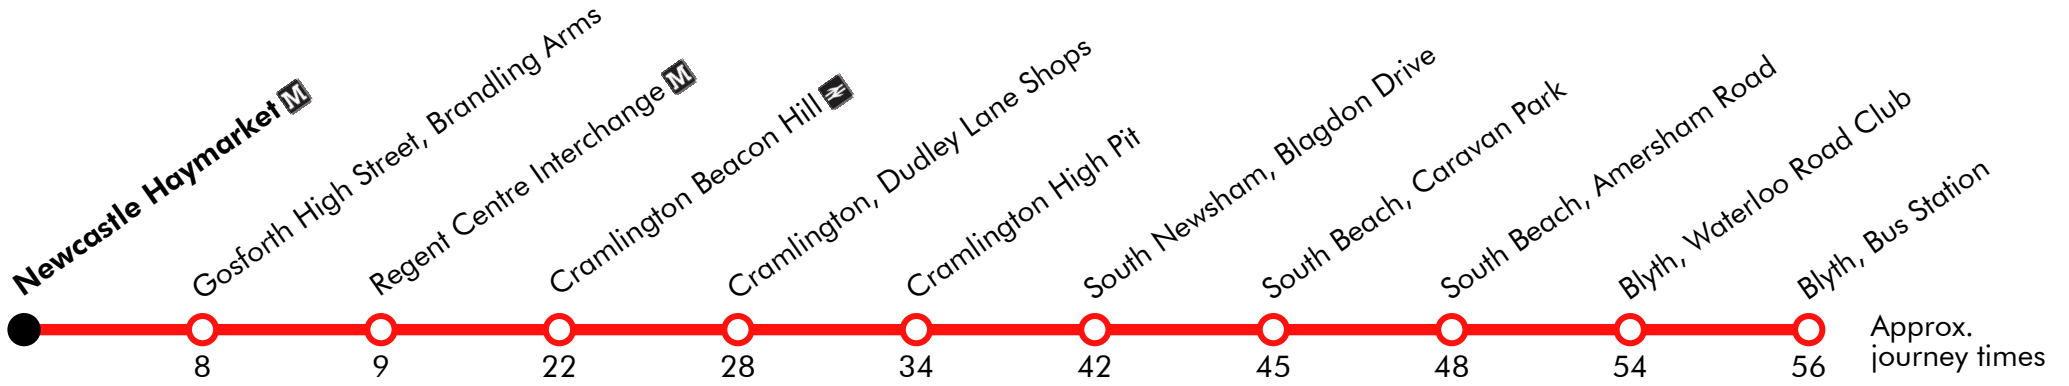 Newcastle Haymarket M
Gosforth High Street, Brandling Arms
Regent Centre Interchange M
Cramlington Beacon Hill
Cramlington, Dudley Lane Shops
Cramlington High Pit
South Newsham, Blagdon Drive
South Beach, Caravan Park
South Beach, Amersham Road
Blyth, Waterloo Road Club
Blyth, Bus Station
8 9 22 28 34 42 45 48 54 56
Approx.
journey times